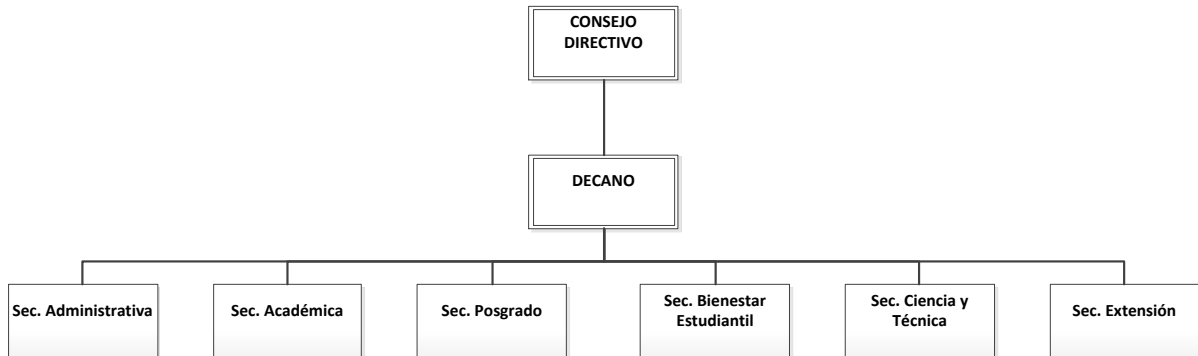 CONSEJO
DIRECTIVO
DECANO
Sec. Administrativa
Sec. Académica
Sec. Posgrado
Sec. Bienestar
Estudiantil
Sec. Ciencia y
Técnica
Sec. Extensión